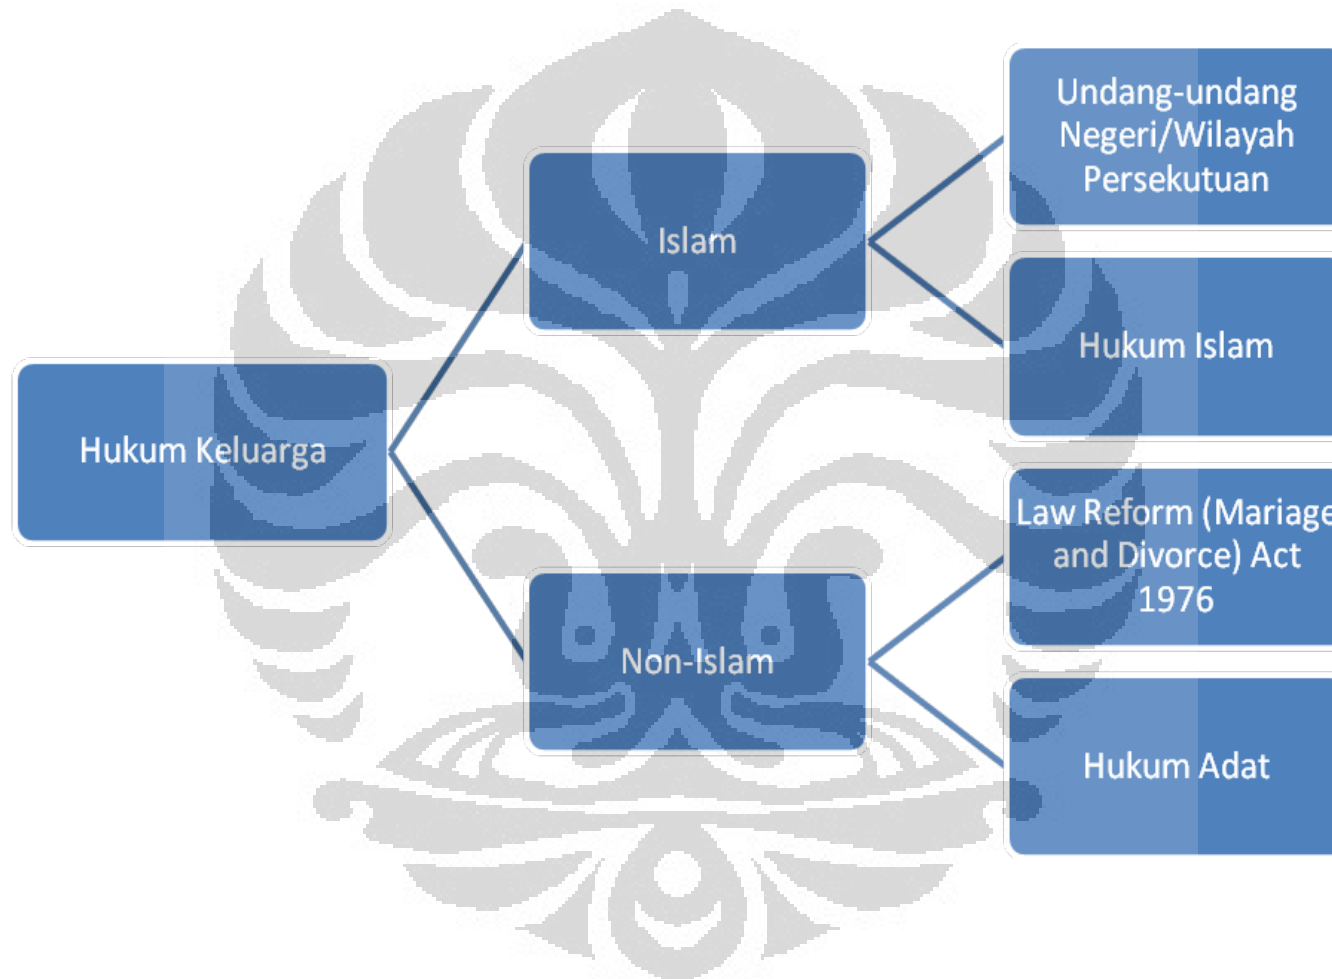 Hukum Keluarga
Islam
Undang-undang
Negeri/Wilayah
Persekutuan
Hukum Islam
Non-Islam
Law Reform (Mariage
and Divorce) Act
1976
Hukum Adat